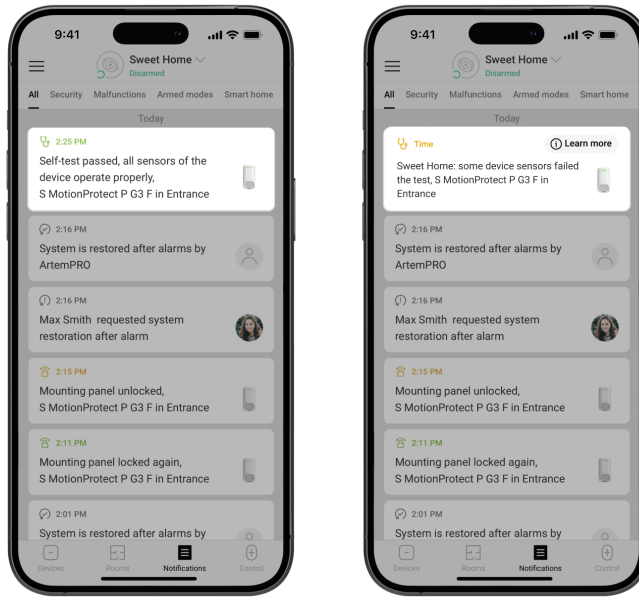 9:41
Sweet Home
Disarmed
All Security Malfunctions Armed modes Smart home
Today
2:25 PM
Self-test passed, all sensors of the
device operate properly,
S MotionProtect P G3 F in Entrance
2:16 PM
System is restored after alarms by
ArtemPRO
2:16 PM
Max Smith requested system
restoration after alarm
2:15 PM
Mounting panel unlocked,
S MotionProtect P G3 F in Entrance
2:11 PM
Mounting panel locked again,
S MotionProtect P G3 F in Entrance
2:01 PM
System is restored after alarms by
Devices Rooms Notifications Control
9:41
Sweet Home
Disarmed
All Security Malfunctions Armed modes Smart home
Today
Time
Learn more
Sweet Home: some device sensors failed
the test, S MotionProtect P G3 F in
Entrance
2:16 PM
System is restored after alarms by
ArtemPRO
2:16 PM
Max Smith requested system
restoration after alarm
2:15 PM
Mounting panel unlocked,
S MotionProtect P G3 F in Entrance
2:11 PM
Mounting panel locked again,
S MotionProtect P G3 F in Entrance
2:01 PM
System is restored after alarms by
Devices Rooms Notifications Control